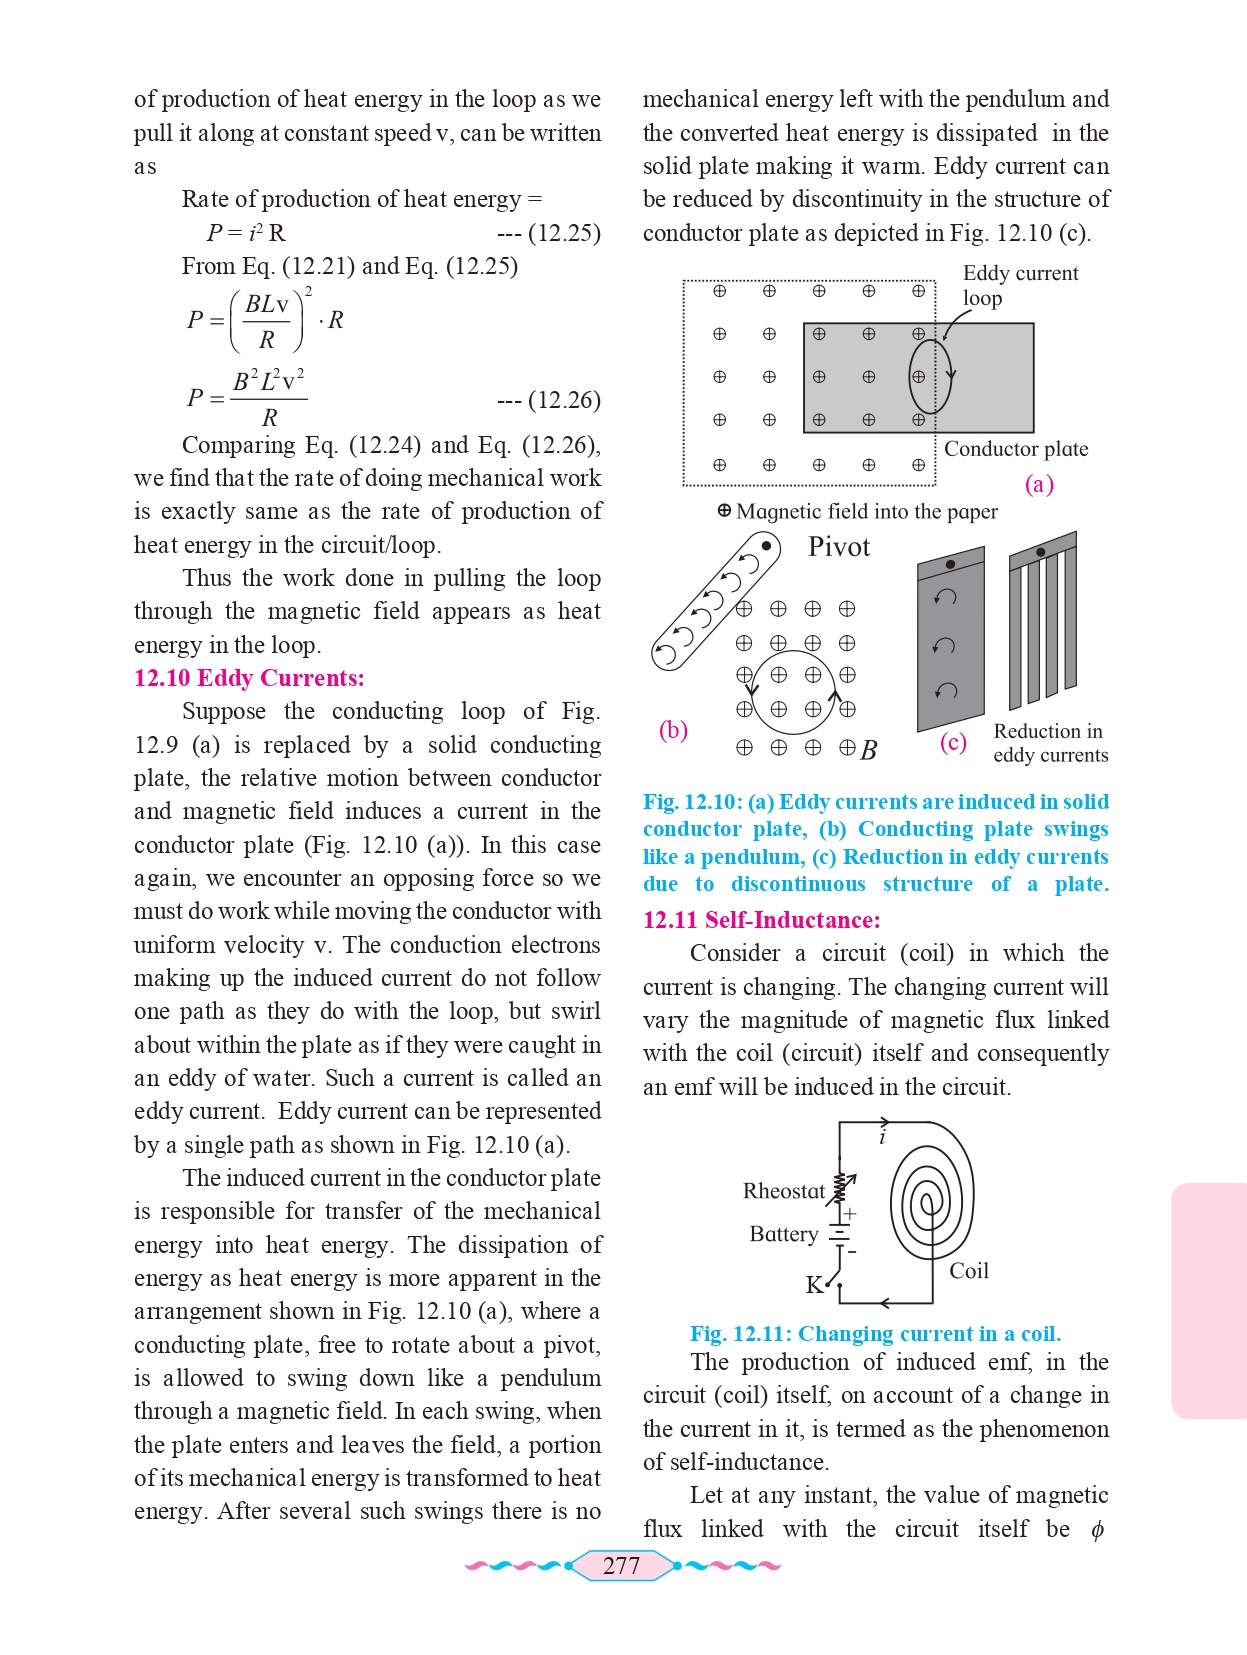 of production of heat energy in the loop as we
pull it along at constant speed v, can be written
as
Rate of production of heat energy =
P = i² R --- (12.25)
From Eq. (12.21) and Eq. (12.25)
P = (BLv / R)² · R
P = B² L² v² / R --- (12.26)
Comparing Eq. (12.24) and Eq. (12.26),
we find that the rate of doing mechanical work
is exactly same as the rate of production of
heat energy in the circuit/loop.
Thus the work done in pulling the loop
through the magnetic field appears as heat
energy in the loop.
12.10 Eddy Currents:
Suppose the conducting loop of Fig.
12.9 (a) is replaced by a solid conducting
plate, the relative motion between conductor
and magnetic field induces a current in the
conductor plate (Fig. 12.10 (a)). In this case
again, we encounter an opposing force so we
must do work while moving the conductor with
uniform velocity v. The conduction electrons
making up the induced current do not follow
one path as they do with the loop, but swirl
about within the plate as if they were caught in
an eddy of water. Such a current is called an
eddy current. Eddy current can be represented
by a single path as shown in Fig. 12.10 (a).
The induced current in the conductor plate
is responsible for transfer of the mechanical
energy into heat energy. The dissipation of
energy as heat energy is more apparent in the
arrangement shown in Fig. 12.10 (a), where a
conducting plate, free to rotate about a pivot,
is allowed to swing down like a pendulum
through a magnetic field. In each swing, when
the plate enters and leaves the field, a portion
of its mechanical energy is transformed to heat
energy. After several such swings there is no
mechanical energy left with the pendulum and
the converted heat energy is dissipated in the
solid plate making it warm. Eddy current can
be reduced by discontinuity in the structure of
conductor plate as depicted in Fig. 12.10 (c).
Eddy current
loop
Conductor plate
(a)
⊕ Magnetic field into the paper
Pivot
(b)
B
(c)
Reduction in
eddy currents
Fig. 12.10: (a) Eddy currents are induced in solid
conductor plate, (b) Conducting plate swings
like a pendulum, (c) Reduction in eddy currents
due to discontinuous structure of a plate.
12.11 Self-Inductance:
Consider a circuit (coil) in which the
current is changing. The changing current will
vary the magnitude of magnetic flux linked
with the coil (circuit) itself and consequently
an emf will be induced in the circuit.
i
Rheostat
+
Battery
-
K
Coil
Fig. 12.11: Changing current in a coil.
The production of induced emf, in the
circuit (coil) itself, on account of a change in
the current in it, is termed as the phenomenon
of self-inductance.
Let at any instant, the value of magnetic
flux linked with the circuit itself be ϕ
277